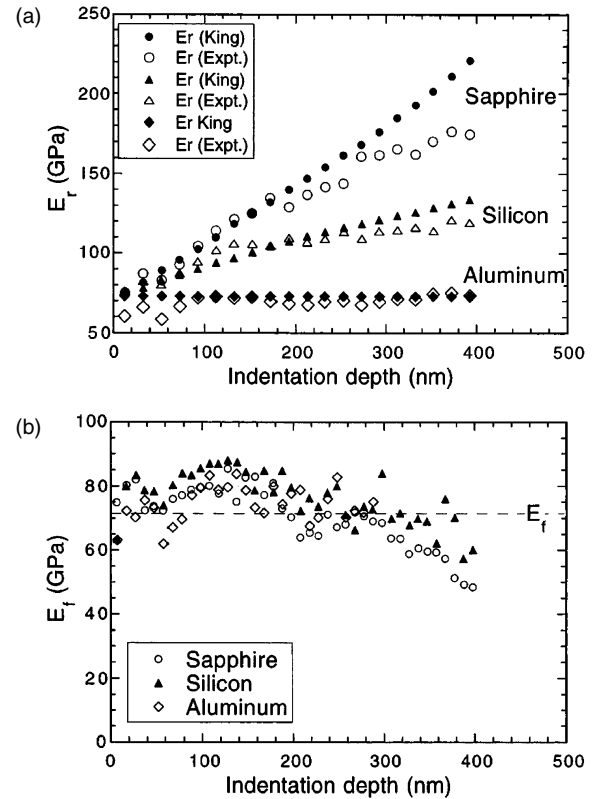 (a)
Er (King)
Er (Expt.)
Er (King)
Er (Expt.)
Er King
Er (Expt.)
250
200
150
100
50
E_r (GPa)
Sapphire
Silicon
Aluminum
0 100 200 300 400 500
Indentation depth (nm)
(b)
100
80
60
40
20
0
E_f (GPa)
E_f
Sapphire
Silicon
Aluminum
0 100 200 300 400 500
Indentation depth (nm)